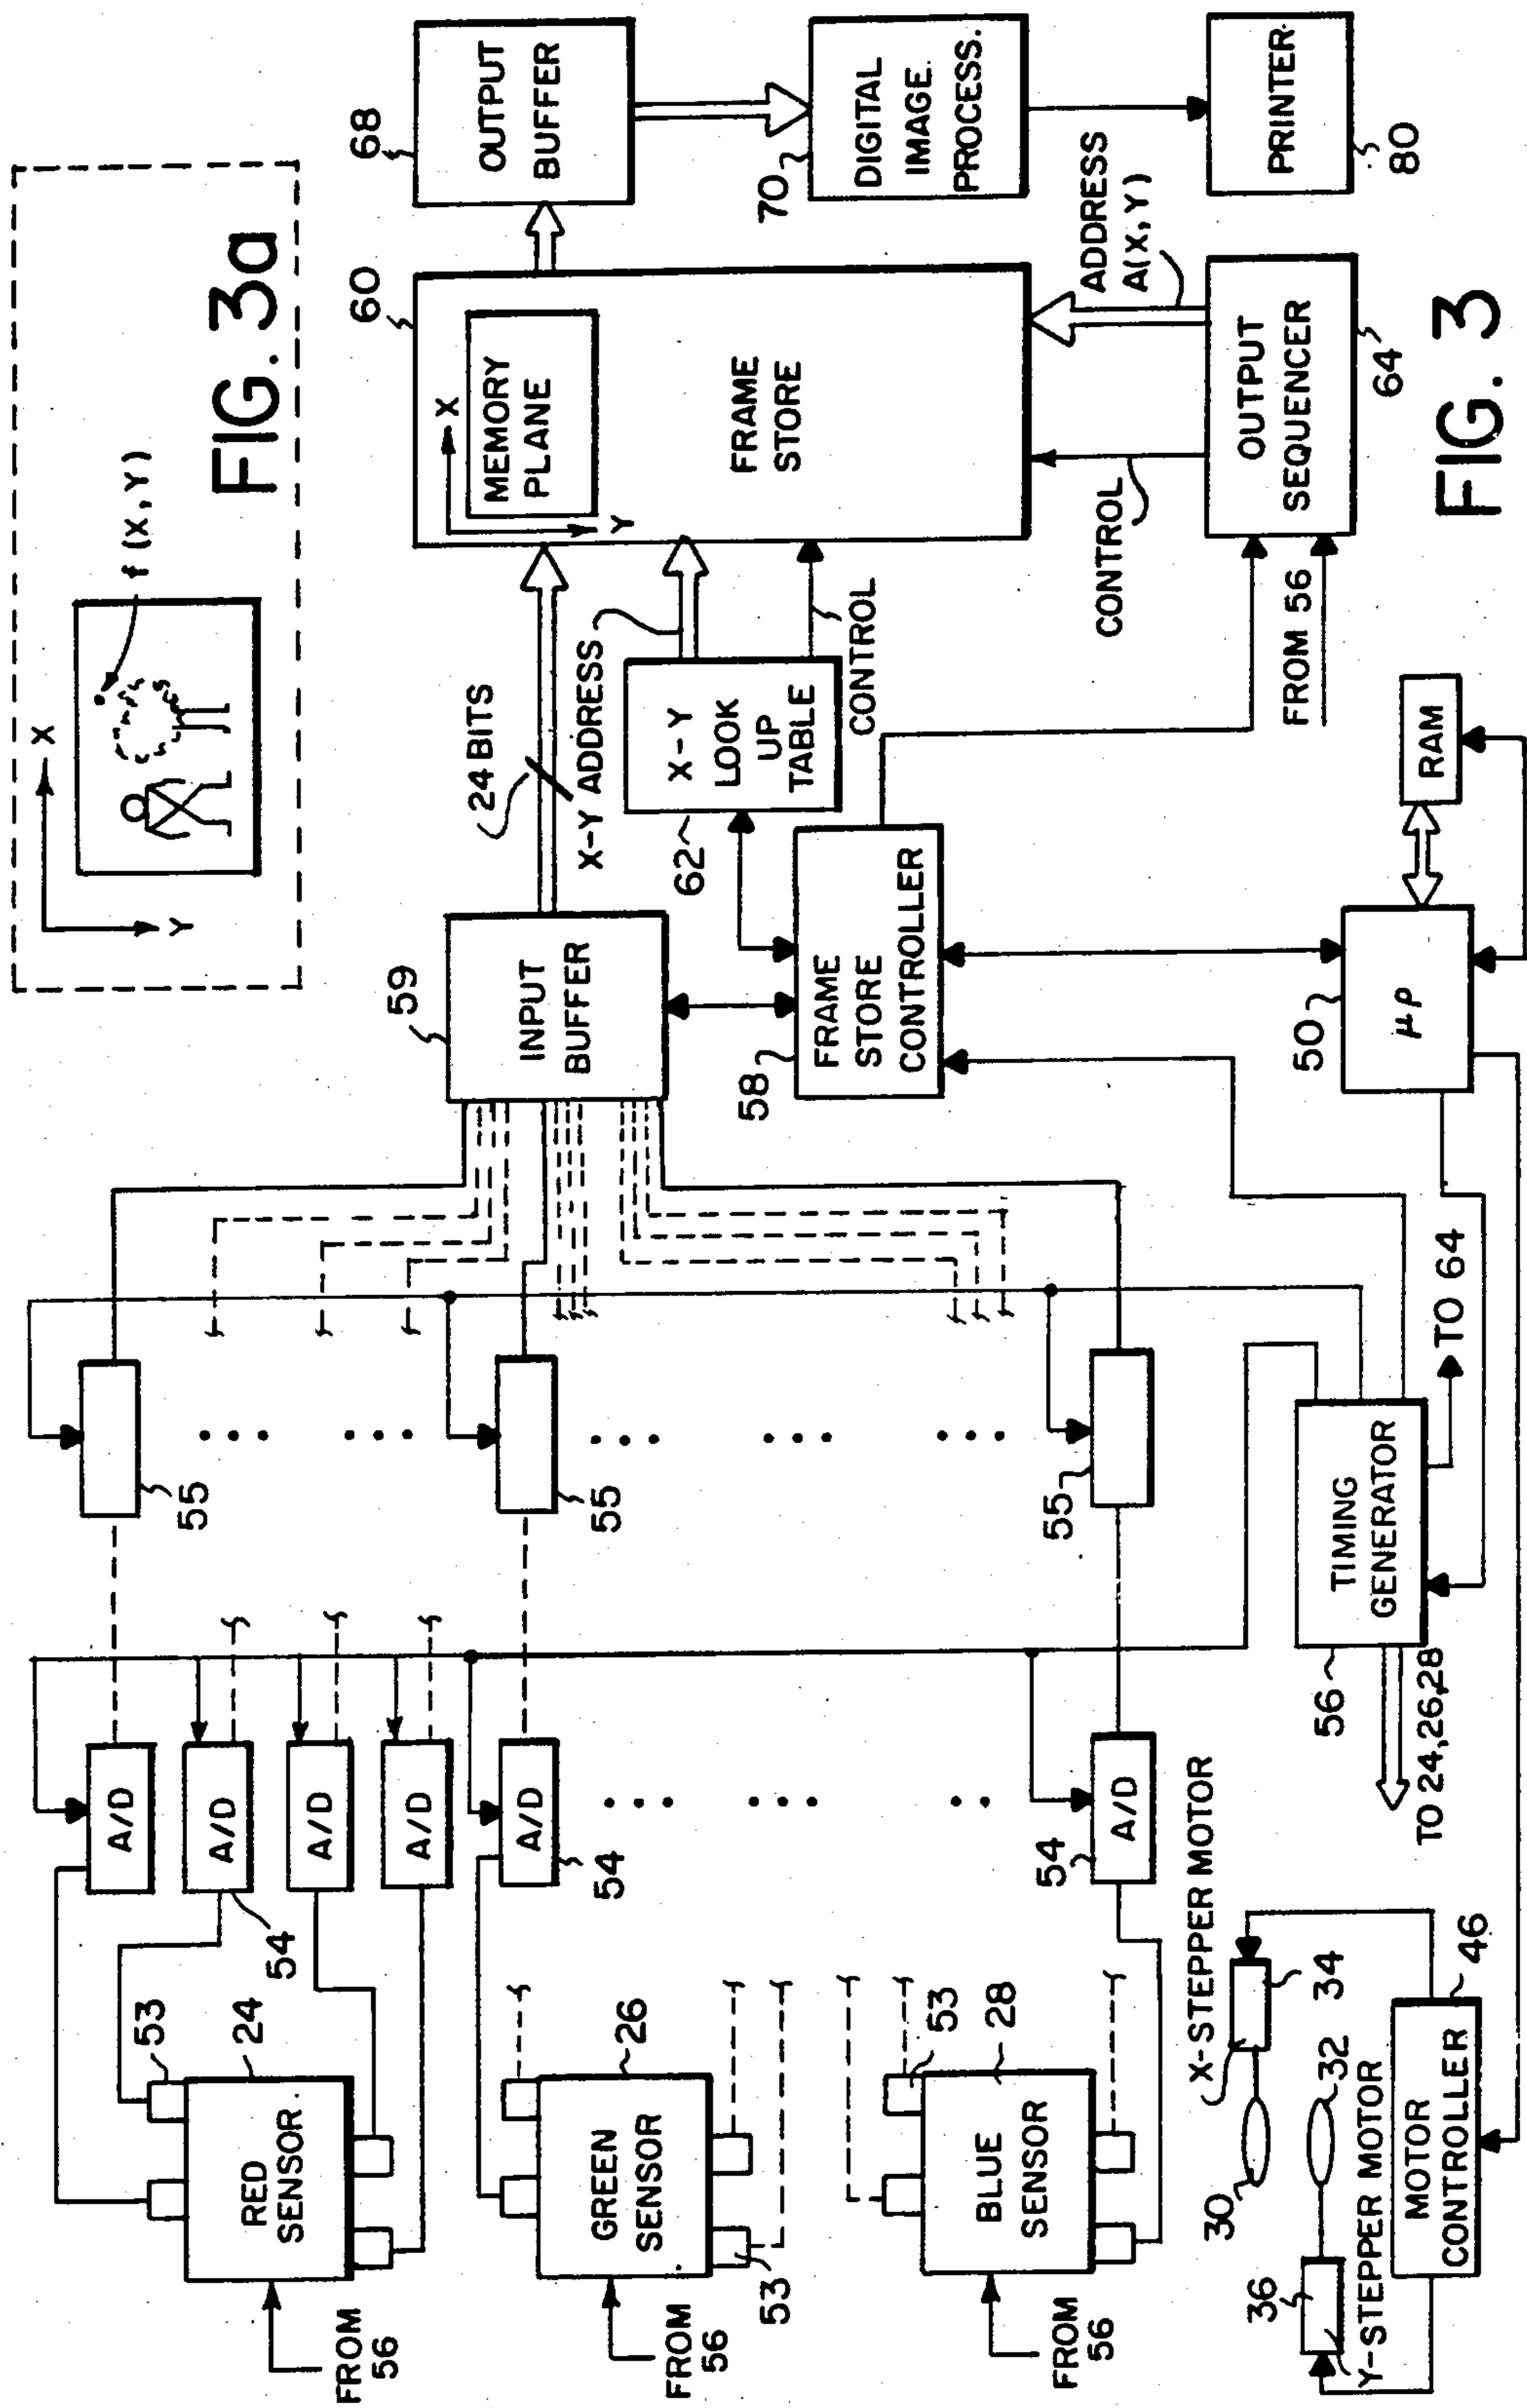 X
Y
f(X,Y)
FIG. 3a
RED
SENSOR
24
53
FROM
56
A/D
A/D
A/D
A/D
54
55
GREEN
SENSOR
26
53
FROM
56
A/D
54
55
BLUE
SENSOR
28
53
FROM
56
A/D
54
55
59
INPUT
BUFFER
24 BITS
X-Y ADDRESS
60
X
Y
MEMORY
PLANE
FRAME
STORE
68
OUTPUT
BUFFER
62
X-Y
LOOK
UP
TABLE
CONTROL
58
FRAME
STORE
CONTROLLER
70
DIGITAL
IMAGE
PROCESS.
ADDRESS
A(X,Y)
CONTROL
PRINTER
80
OUTPUT
SEQUENCER
64
FROM 56
X-STEPPER MOTOR
30
34
32
36
Y-STEPPER MOTOR
MOTOR
CONTROLLER
46
56
TIMING
GENERATOR
TO 24,26,28
TO 64
50
μP
RAM
FIG. 3